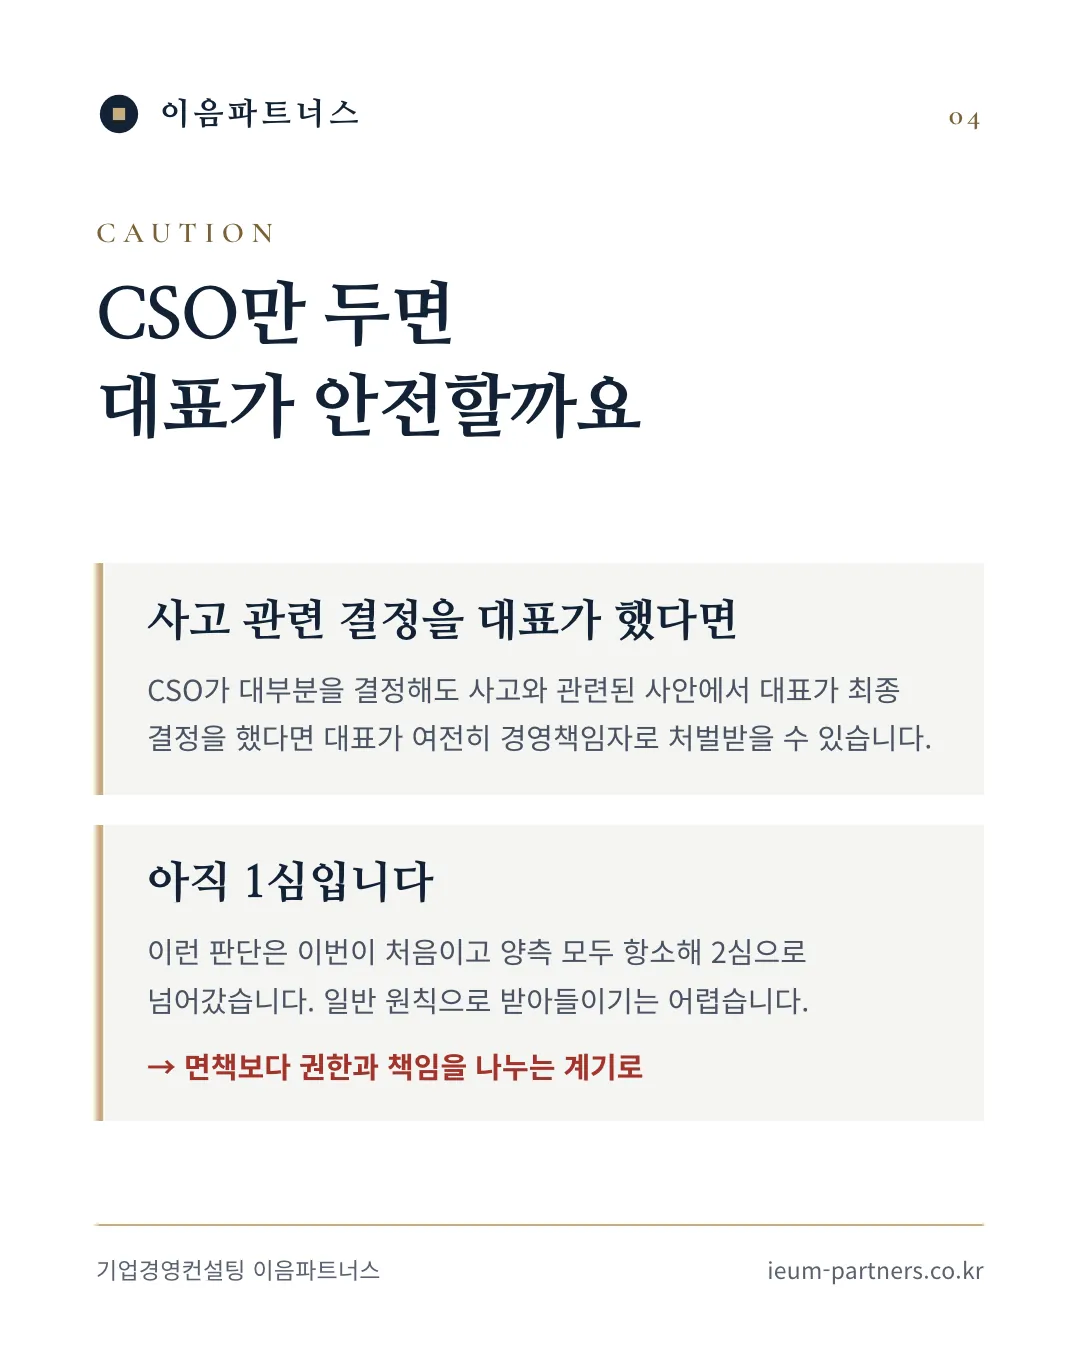 이음파트너스
04
CAUTION
CSO만 두면
대표가 안전할까요
사고 관련 결정을 대표가 했다면
CSO가 대부분을 결정해도 사고와 관련된 사안에서 대표가 최종
결정을 했다면 대표가 여전히 경영책임자로 처벌받을 수 있습니다.
아직 1심입니다
이런 판단은 이번이 처음이고 양측 모두 항소해 2심으로
넘어갔습니다. 일반 원칙으로 받아들이기는 어렵습니다.
→ 면책보다 권한과 책임을 나누는 계기로
기업경영컨설팅 이음파트너스
ieum-partners.co.kr